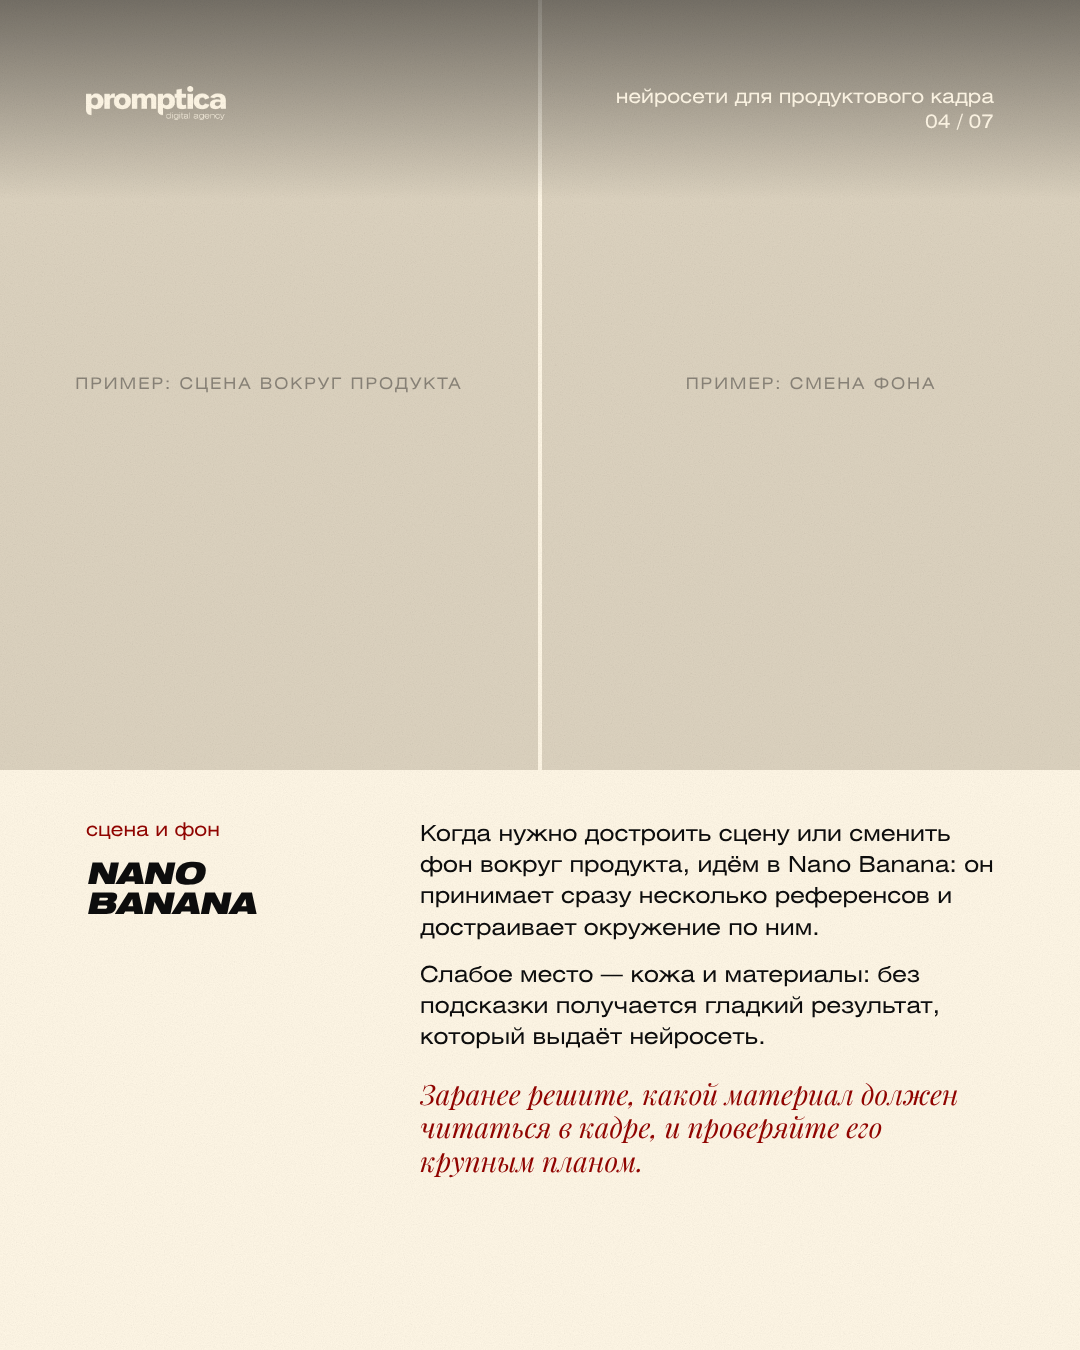 promptica
digital agency
нейросети для продуктового кадра
04 / 07
ПРИМЕР: СЦЕНА ВОКРУГ ПРОДУКТА
ПРИМЕР: СМЕНА ФОНА
сцена и фон
NANO
BANANA
Когда нужно достроить сцену или сменить
фон вокруг продукта, идём в Nano Banana: он
принимает сразу несколько референсов и
достраивает окружение по ним.
Слабое место — кожа и материалы: без
подсказки получается гладкий результат,
который выдаёт нейросеть.
Заранее решите, какой материал должен
читаться в кадре, и проверяйте его
крупным планом.